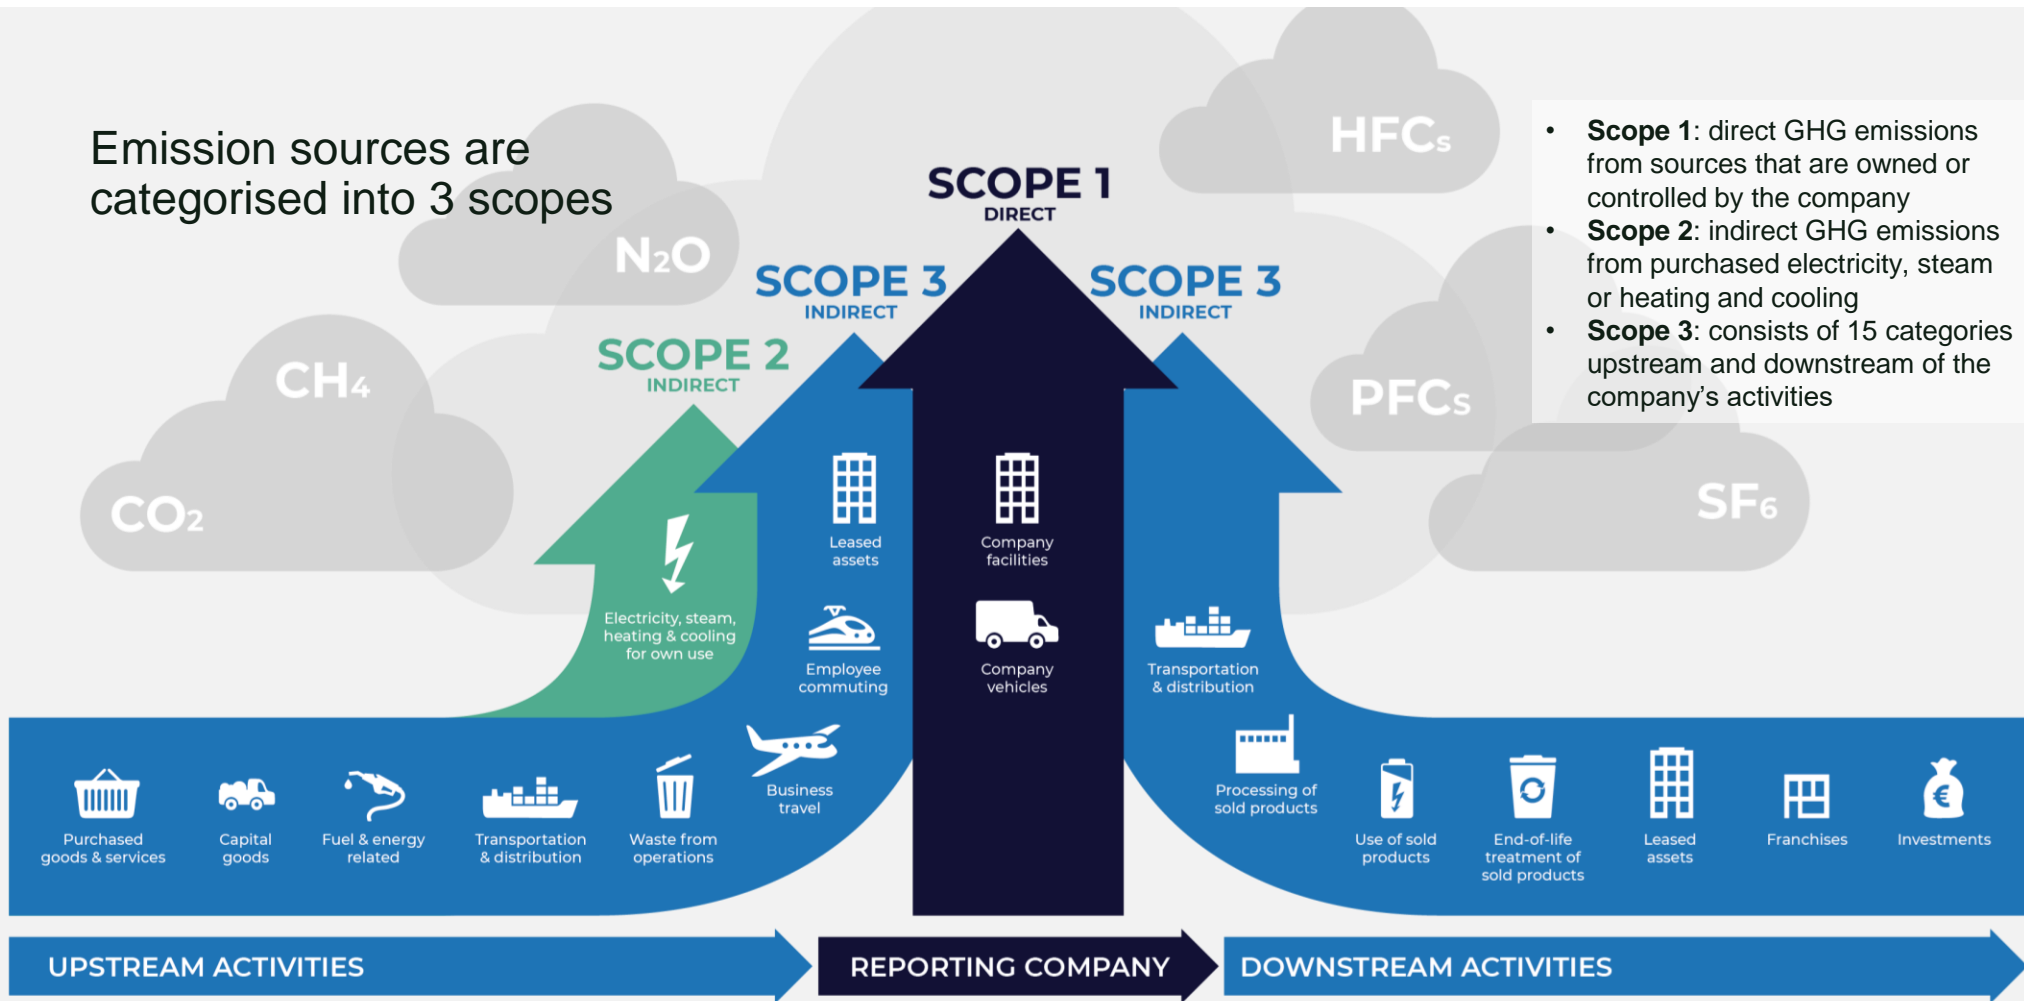 Emission sources are
categorised into 3 scopes
CO2
CH4
N2O
HFCs
PFCs
SF6
• Scope 1: direct GHG emissions
from sources that are owned or
controlled by the company
• Scope 2: indirect GHG emissions
from purchased electricity, steam
or heating and cooling
• Scope 3: consists of 15 categories
upstream and downstream of the
company’s activities
SCOPE 2
INDIRECT
SCOPE 3
INDIRECT
SCOPE 1
DIRECT
SCOPE 3
INDIRECT
Electricity, steam,
heating & cooling
for own use
Leased
assets
Employee
commuting
Business
travel
Company
facilities
Company
vehicles
Transportation
& distribution
Processing of
sold products
Purchased
goods & services
Capital
goods
Fuel & energy
related
Transportation
& distribution
Waste from
operations
Use of sold
products
End-of-life
treatment of
sold products
Leased
assets
Franchises
Investments
€
UPSTREAM ACTIVITIES
REPORTING COMPANY
DOWNSTREAM ACTIVITIES